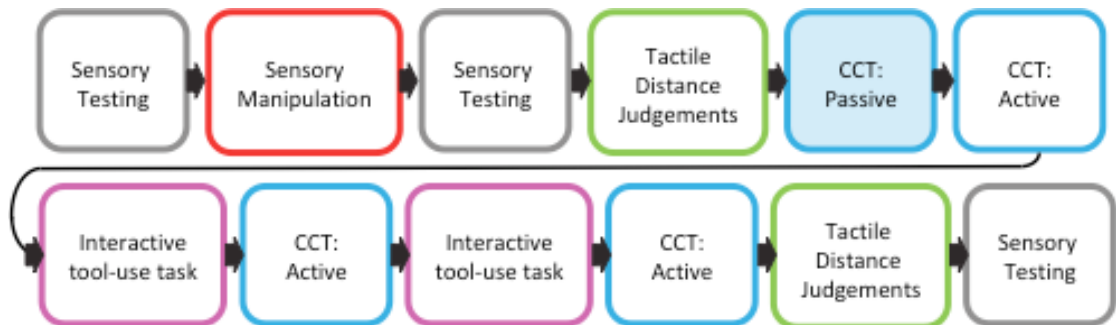 Sensory
Testing
Sensory
Manipulation
Sensory
Testing
Tactile
Distance
Judgements
CCT:
Passive
CCT:
Active
Interactive
tool-use task
CCT:
Active
Interactive
tool-use task
CCT:
Active
Tactile
Distance
Judgements
Sensory
Testing